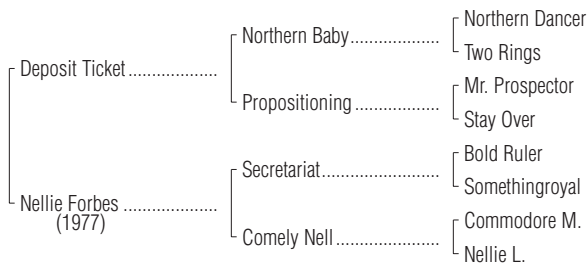 Northern Dancer
Northern Baby....................
Two Rings
Deposit Ticket....................
Mr. Prospector
Propositioning....................
Stay Over
Bold Ruler
Secretariat...........................
Somethingroyal
Nellie Forbes ......................
(1977)
Commodore M.
Comely Nell.......................
Nellie L.